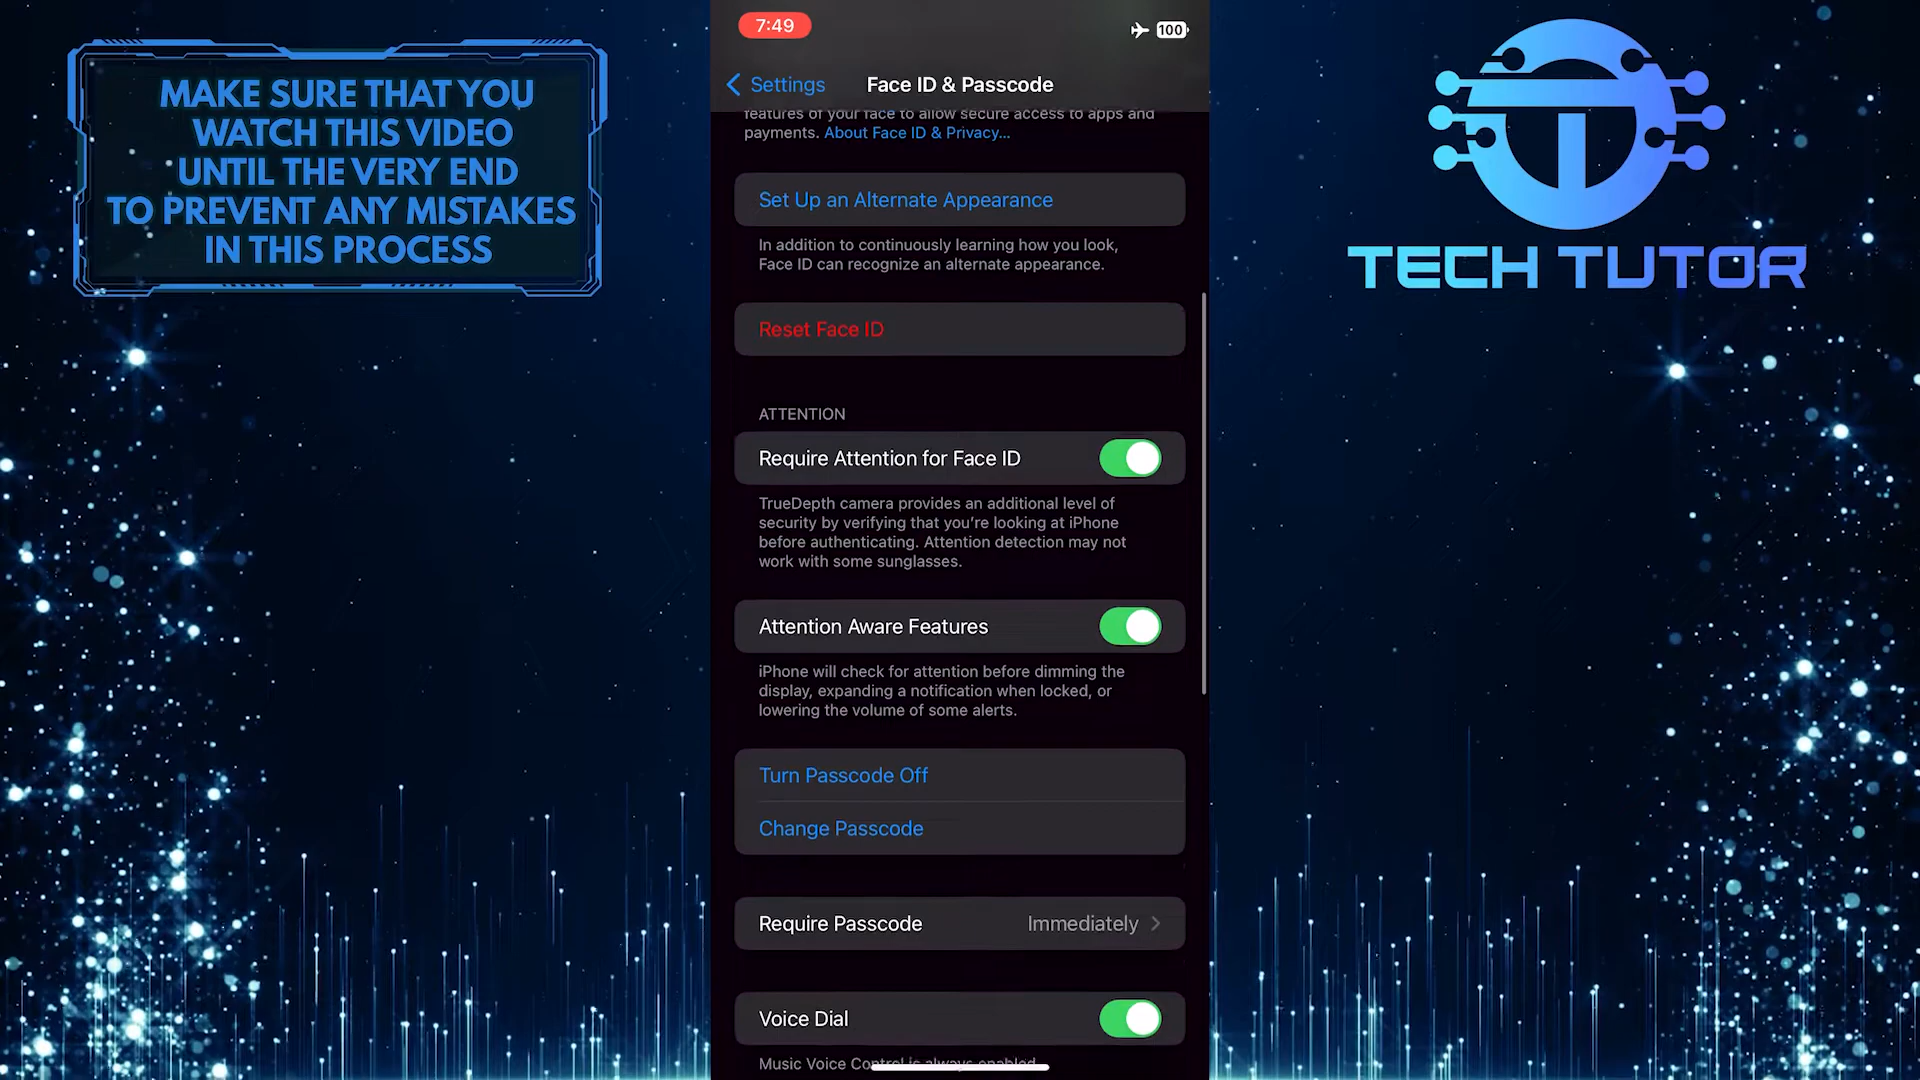 MAKE SURE THAT YOU
WATCH THIS VIDEO
UNTIL THE VERY END
TO PREVENT ANY MISTAKES
IN THIS PROCESS
7:49
100
Settings
Face ID & Passcode
features of your face to allow secure access to apps and
payments. About Face ID & Privacy...
Set Up an Alternate Appearance
In addition to continuously learning how you look,
Face ID can recognize an alternate appearance.
Reset Face ID
ATTENTION
Require Attention for Face ID
TrueDepth camera provides an additional level of
security by verifying that you’re looking at iPhone
before authenticating. Attention detection may not
work with some sunglasses.
Attention Aware Features
iPhone will check for attention before dimming the
display, expanding a notification when locked, or
lowering the volume of some alerts.
Turn Passcode Off
Change Passcode
Require Passcode Immediately
Voice Dial
Music Voice Control is always enabled.
TECH TUTOR